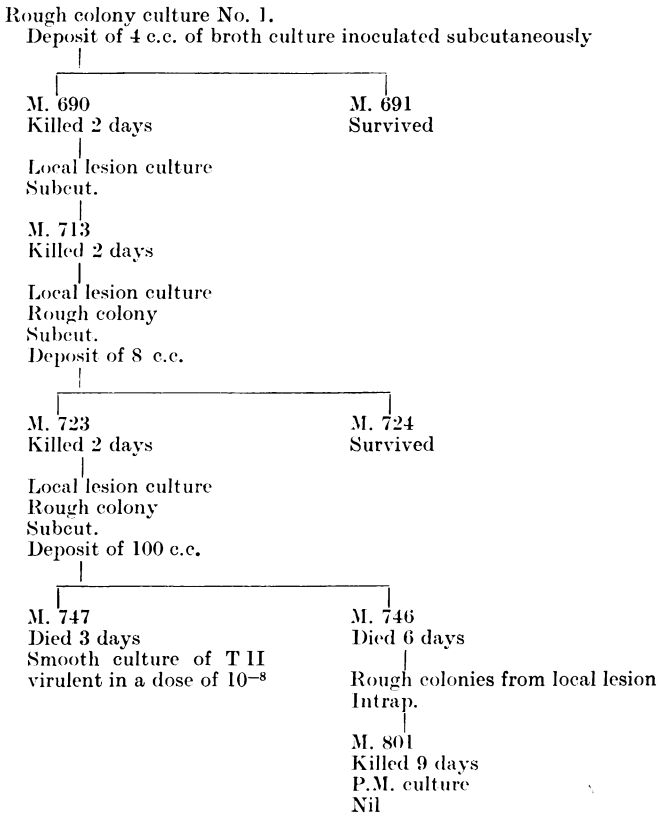 Rough colony culture No. 1.
Deposit of 4 c.c. of broth culture inoculated subcutaneously
M. 690
Killed 2 days
M. 691
Survived
Local lesion culture
Subcut.
M. 713
Killed 2 days
Local lesion culture
Rough colony
Subcut.
Deposit of 8 c.c.
M. 723
Killed 2 days
M. 724
Survived
Local lesion culture
Rough colony
Subcut.
Deposit of 100 c.c.
M. 747
Died 3 days
Smooth culture of T II
virulent in a dose of 10⁻⁸
M. 746
Died 6 days
Rough colonies from local lesion
Intrap.
M. 801
Killed 9 days
P.M. culture
Nil